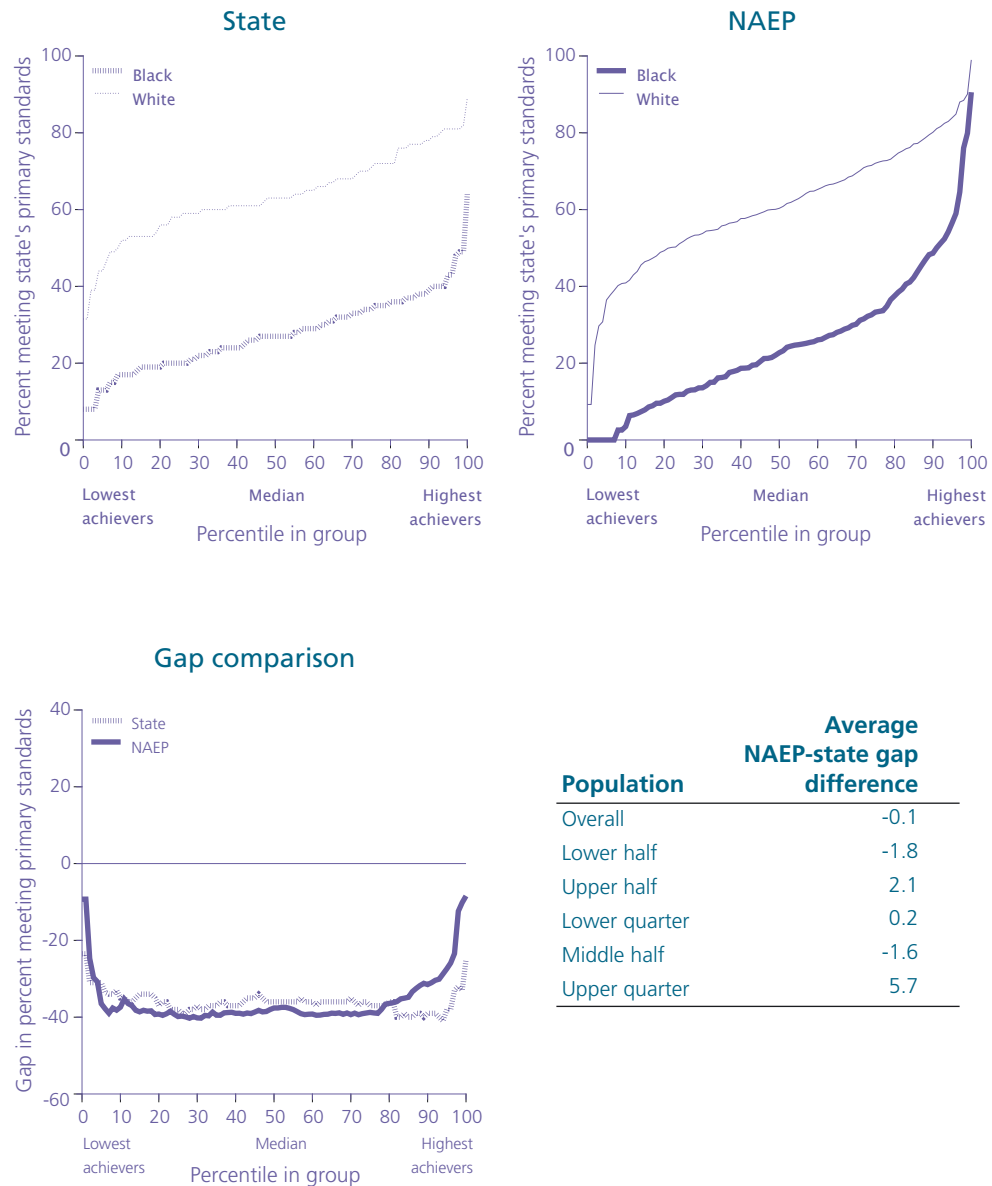 State
Percent meeting state's primary standards
100
80
60
40
20
0
Black
White
0 10 20 30 40 50 60 70 80 90 100
Lowest achievers
Median
Highest achievers
Percentile in group
NAEP
Percent meeting state's primary standards
100
80
60
40
20
0
Black
White
0 10 20 30 40 50 60 70 80 90 100
Lowest achievers
Median
Highest achievers
Percentile in group
Gap comparison
Gap in percent meeting primary standards
40
20
0
-20
-40
-60
State
NAEP
0 10 20 30 40 50 60 70 80 90 100
Lowest achievers
Median
Highest achievers
Percentile in group
Average
NAEP-state gap
Population difference
Overall -0.1
Lower half -1.8
Upper half 2.1
Lower quarter 0.2
Middle half -1.6
Upper quarter 5.7